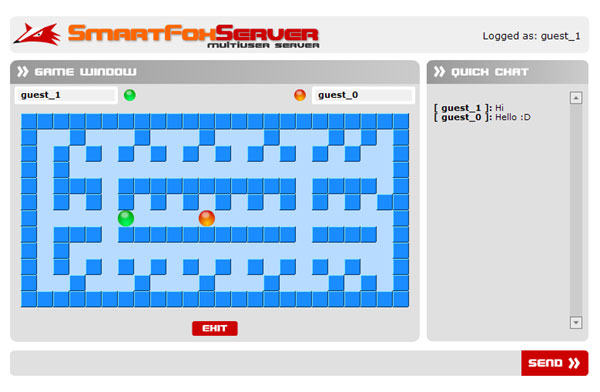 SmartFoxServer
multiuser server
Logged as: guest_1
GAME WINDOW
guest_1
guest_0
EXIT
QUICK CHAT
[ guest_1 ]: Hi
[ guest_0 ]: Hello :D
SEND